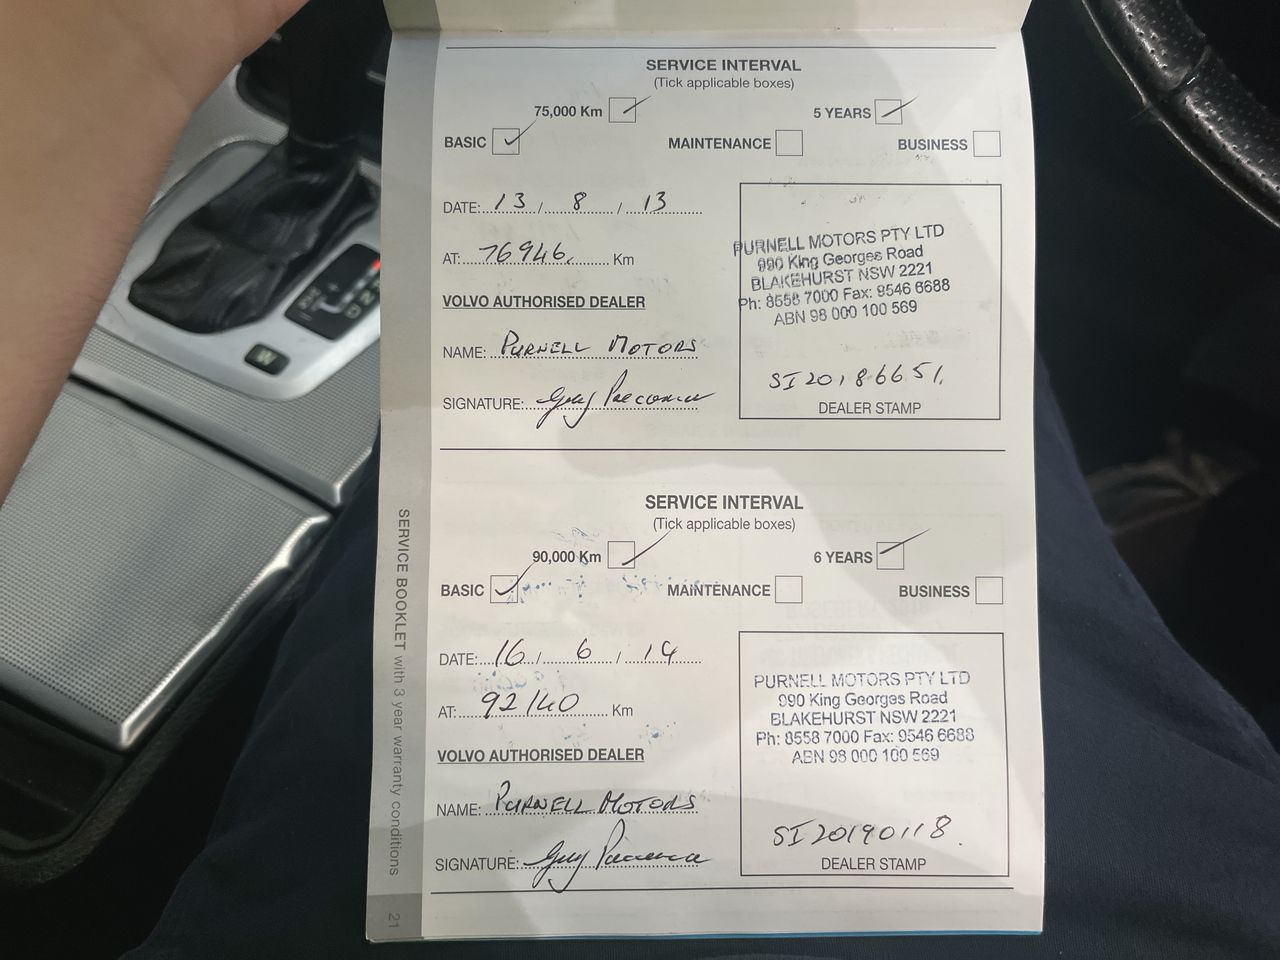 SERVICE INTERVAL
(Tick applicable boxes)
75,000 Km 5 YEARS
BASIC MAINTENANCE BUSINESS
DATE: 13 / 8 / 13
AT: 76946 Km
VOLVO AUTHORISED DEALER
NAME: PURNELL MOTORS
SIGNATURE:
PURNELL MOTORS PTY LTD
990 King Georges Road
BLAKEHURST NSW 2221
Ph: 8558 7000 Fax: 9546 6688
ABN 98 000 100 569
SI20186651.
DEALER STAMP
SERVICE INTERVAL
(Tick applicable boxes)
90,000 Km 6 YEARS
BASIC MAINTENANCE BUSINESS
DATE: 16 / 6 / 14
AT: 92140 Km
VOLVO AUTHORISED DEALER
NAME: PURNELL MOTORS
SIGNATURE:
PURNELL MOTORS PTY LTD
990 King Georges Road
BLAKEHURST NSW 2221
Ph: 8558 7000 Fax: 9546 6688
ABN 98 000 100 569
SI20190118.
DEALER STAMP
SERVICE BOOKLET with 3 year warranty conditions
21
W